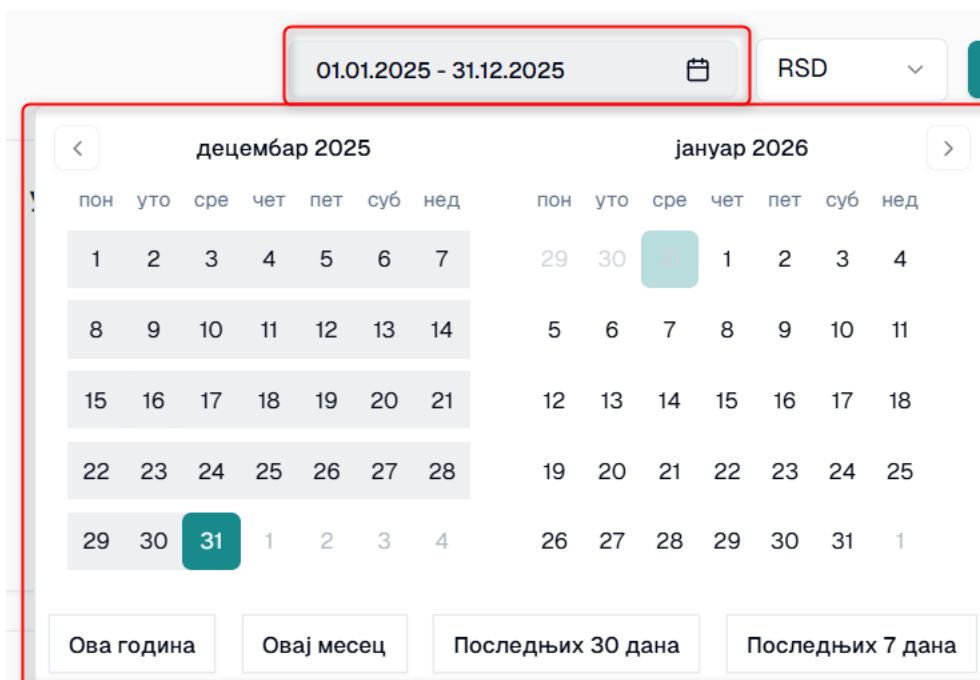 01.01.2025 - 31.12.2025 RSD
децембар 2025 јануар 2026
пон уто сре чет пет суб нед пон уто сре чет пет суб нед
1 2 3 4 5 6 7 29 30 31 1 2 3 4
8 9 10 11 12 13 14 5 6 7 8 9 10 11
15 16 17 18 19 20 21 12 13 14 15 16 17 18
22 23 24 25 26 27 28 19 20 21 22 23 24 25
29 30 31 1 2 3 4 26 27 28 29 30 31 1
Ова година Овај месец Последњих 30 дана Последњих 7 дана